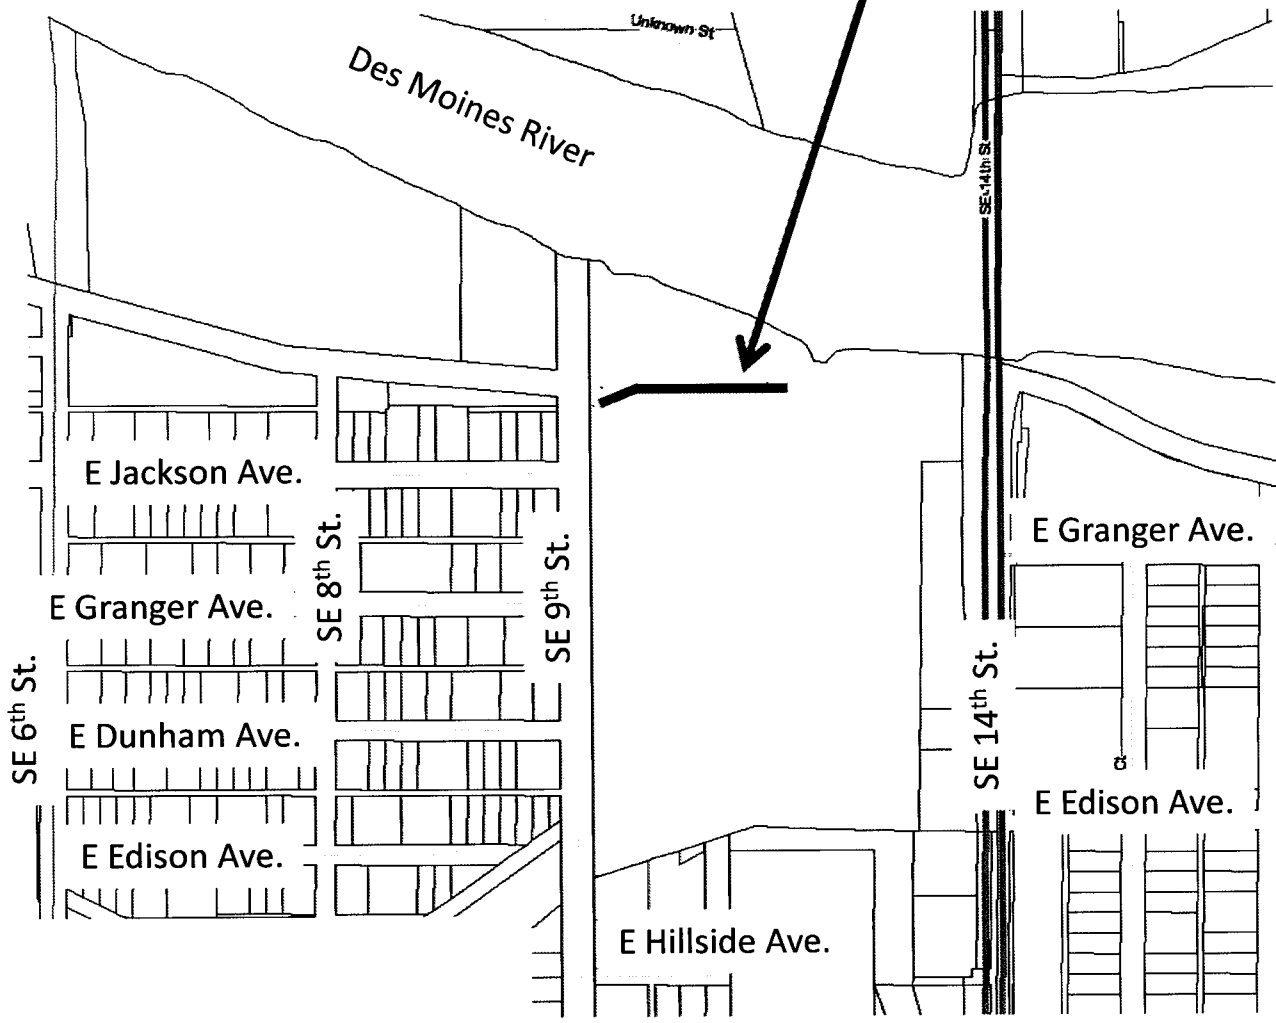 Unknown St
Des Moines River
SE 14th St
E Jackson Ave.
E Granger Ave.
SE 8th St.
SE 9th St.
E Granger Ave.
SE 6th St.
E Dunham Ave.
SE 14th St.
E Edison Ave.
E Edison Ave.
E Hillside Ave.